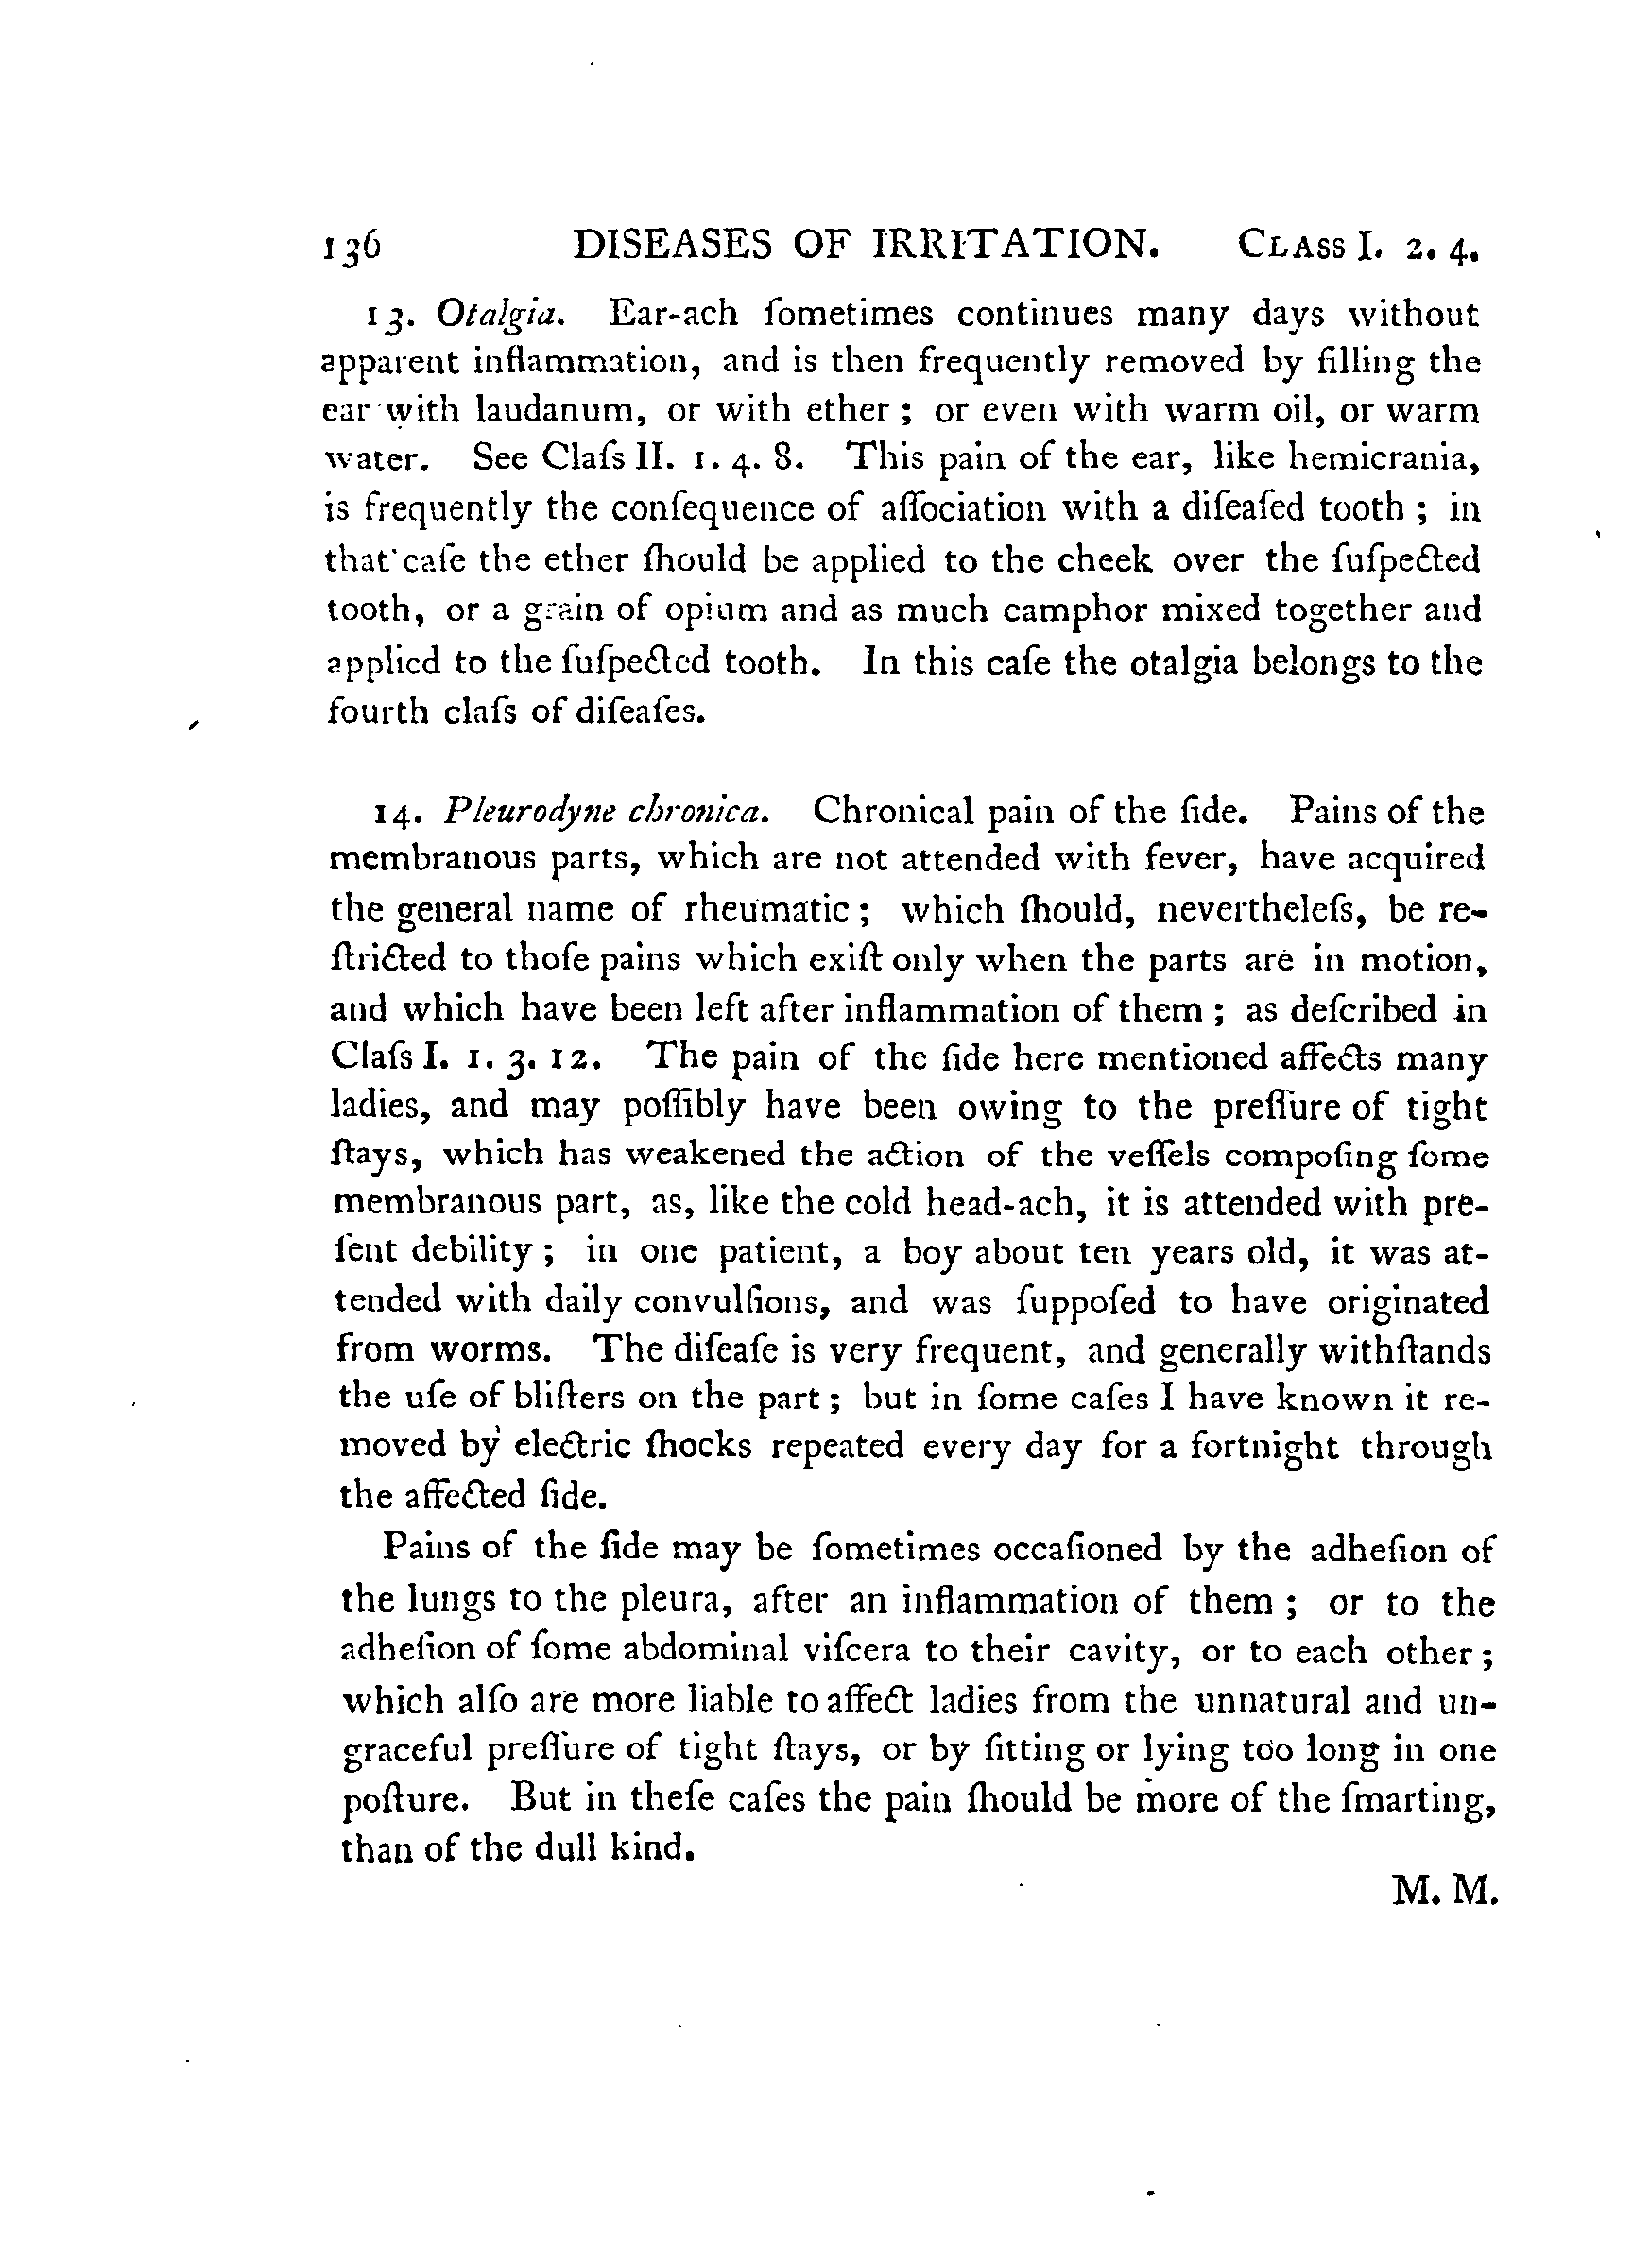 136 DISEASES OF IRRITATION. CLASS I. 2. 4.
13. Otalgia. Ear-ach ſometimes continues many days without
apparent inflammation, and is then frequently removed by filling the
ear with laudanum, or with ether; or even with warm oil, or warm
water. See Claſs II. 1. 4. 8. This pain of the ear, like hemicrania,
is frequently the conſequence of aſſociation with a diſeaſed tooth; in
that caſe the ether ſhould be applied to the cheek over the ſuſpected
tooth, or a grain of opium and as much camphor mixed together and
applied to the ſuſpected tooth. In this caſe the otalgia belongs to the
fourth claſs of diſeaſes.
14. Pleurodyne chronica. Chronical pain of the ſide. Pains of the
membranous parts, which are not attended with fever, have acquired
the general name of rheumatic; which ſhould, nevertheleſs, be re-
ſtricted to thoſe pains which exiſt only when the parts are in motion,
and which have been left after inflammation of them; as deſcribed in
Claſs I. 1. 3. 12. The pain of the ſide here mentioned affects many
ladies, and may poſſibly have been owing to the preſſure of tight
ſtays, which has weakened the action of the veſſels compoſing ſome
membranous part, as, like the cold head-ach, it is attended with pre-
ſent debility; in one patient, a boy about ten years old, it was at-
tended with daily convulſions, and was ſuppoſed to have originated
from worms. The diſeaſe is very frequent, and generally withſtands
the uſe of bliſters on the part; but in ſome caſes I have known it re-
moved by electric ſhocks repeated every day for a fortnight through
the affected ſide.
Pains of the ſide may be ſometimes occaſioned by the adheſion of
the lungs to the pleura, after an inflammation of them; or to the
adheſion of ſome abdominal viſcera to their cavity, or to each other;
which alſo are more liable to affect ladies from the unnatural and un-
graceful preſſure of tight ſtays, or by ſitting or lying too long in one
poſture. But in theſe caſes the pain ſhould be more of the ſmarting,
than of the dull kind.
M. M.